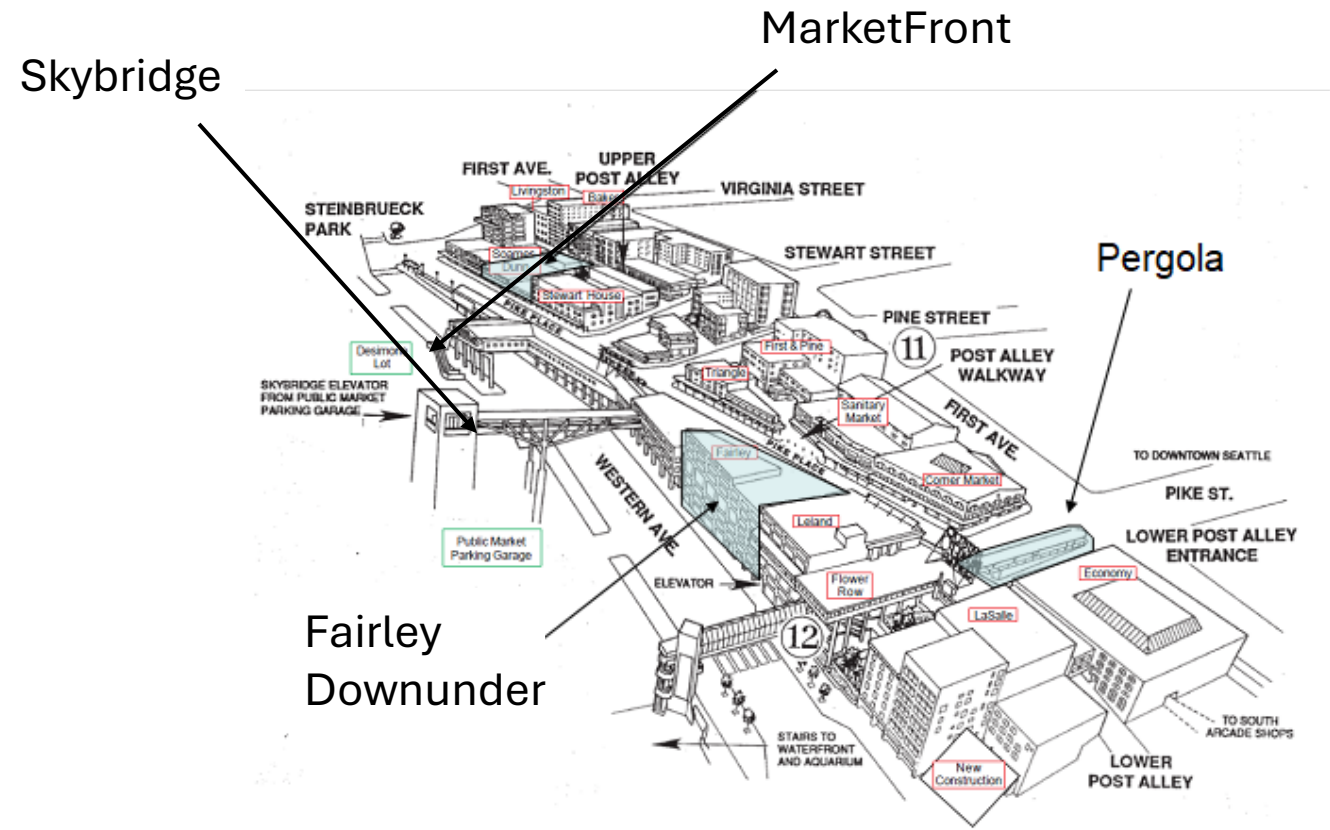 MarketFront
Skybridge
UPPER
POST ALLEY
FIRST AVE.
VIRGINIA STREET
Livingston
Baker
STEINBRUECK
PARK
STEWART STREET
Pergola
Soames
Dunn
Stewart House
PIKE PLACE
PINE STREET
11
First & Pine
POST ALLEY
WALKWAY
Desimone
Lot
Triangle
SKYBRIDGE ELEVATOR
FROM PUBLIC MARKET
PARKING GARAGE
Sanitary
Market
FIRST AVE.
PIKE PLACE
Fairley
TO DOWNTOWN SEATTLE
WESTERN AVE.
Corner Market
PIKE ST.
Leland
LOWER POST ALLEY
ENTRANCE
Public Market
Parking Garage
ELEVATOR
Flower
Row
Economy
LaSalle
12
Fairley
Downunder
TO SOUTH
ARCADE SHOPS
STAIRS TO
WATERFRONT
AND AQUARIUM
New
Construction
LOWER
POST ALLEY